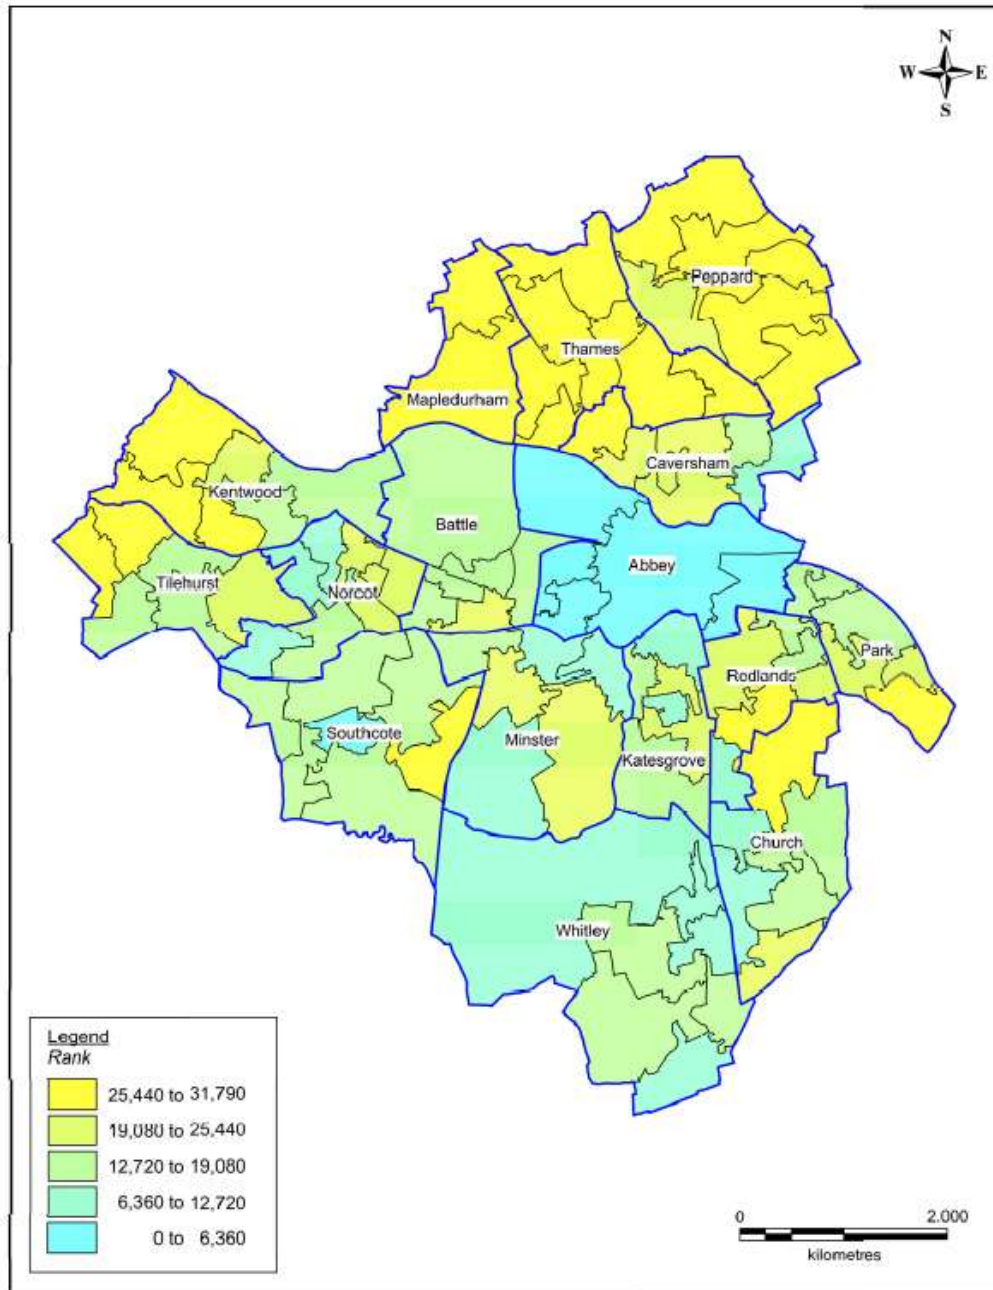 N
W E
S
Peppard
Thames
Mapledurham
Caversham
Kentwood
Battle
Abbey
Tilehurst
Norcot
Park
Redlands
Southcote
Minster
Katesgrove
Church
Whitley
Legend
Rank
25,440 to 31,790
19,080 to 25,440
12,720 to 19,080
6,360 to 12,720
0 to 6,360
0 2.000
kilometres